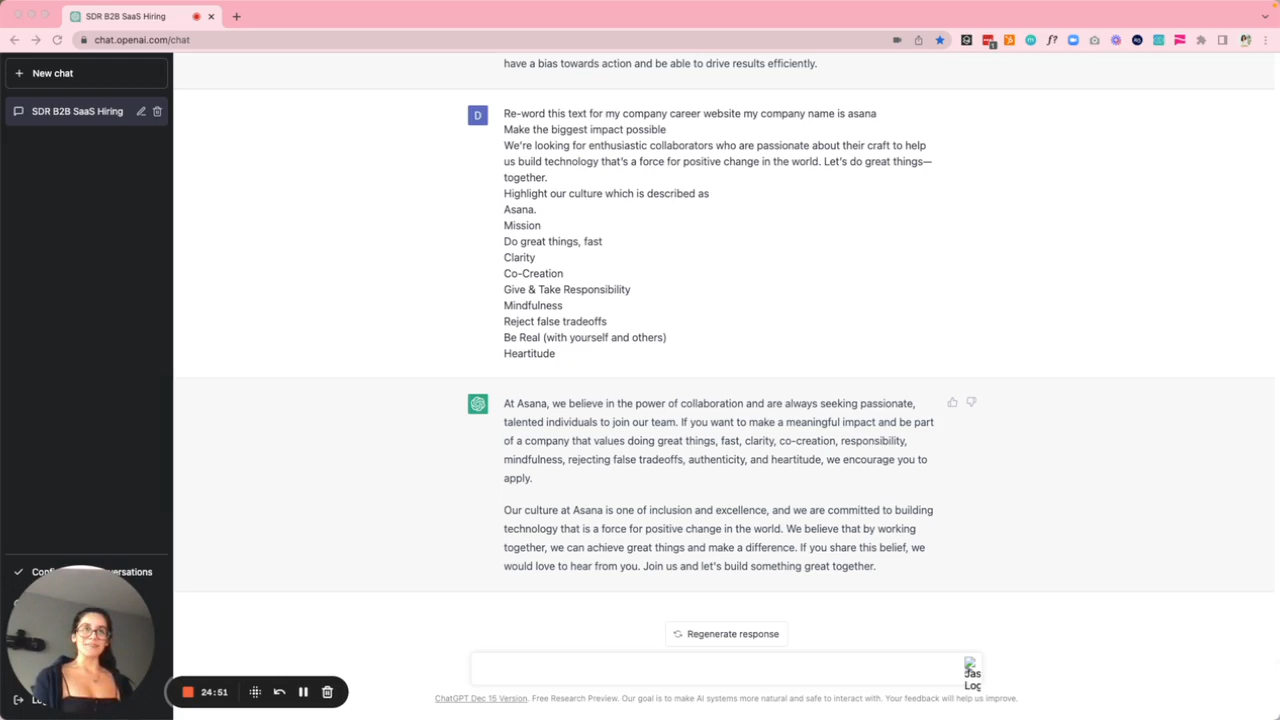 SDR B2B SaaS Hiring
chat.openai.com/chat
New chat
SDR B2B SaaS Hiring
have a bias towards action and be able to drive results efficiently.
D
Re-word this text for my company career website my company name is asana
Make the biggest impact possible
We're looking for enthusiastic collaborators who are passionate about their craft to help
us build technology that's a force for positive change in the world. Let's do great things—
together.
Highlight our culture which is described as
Asana.
Mission
Do great things, fast
Clarity
Co-Creation
Give & Take Responsibility
Mindfulness
Reject false tradeoffs
Be Real (with yourself and others)
Heartitude
At Asana, we believe in the power of collaboration and are always seeking passionate,
talented individuals to join our team. If you want to make a meaningful impact and be part
of a company that values doing great things, fast, clarity, co-creation, responsibility,
mindfulness, rejecting false tradeoffs, authenticity, and heartitude, we encourage you to
apply.
Our culture at Asana is one of inclusion and excellence, and we are committed to building
technology that is a force for positive change in the world. We believe that by working
together, we can achieve great things and make a difference. If you share this belief, we
would love to hear from you. Join us and let's build something great together.
Regenerate response
24:51
ChatGPT Dec 15 Version. Free Research Preview. Our goal is to make AI systems more natural and safe to interact with. Your feedback will help us improve.